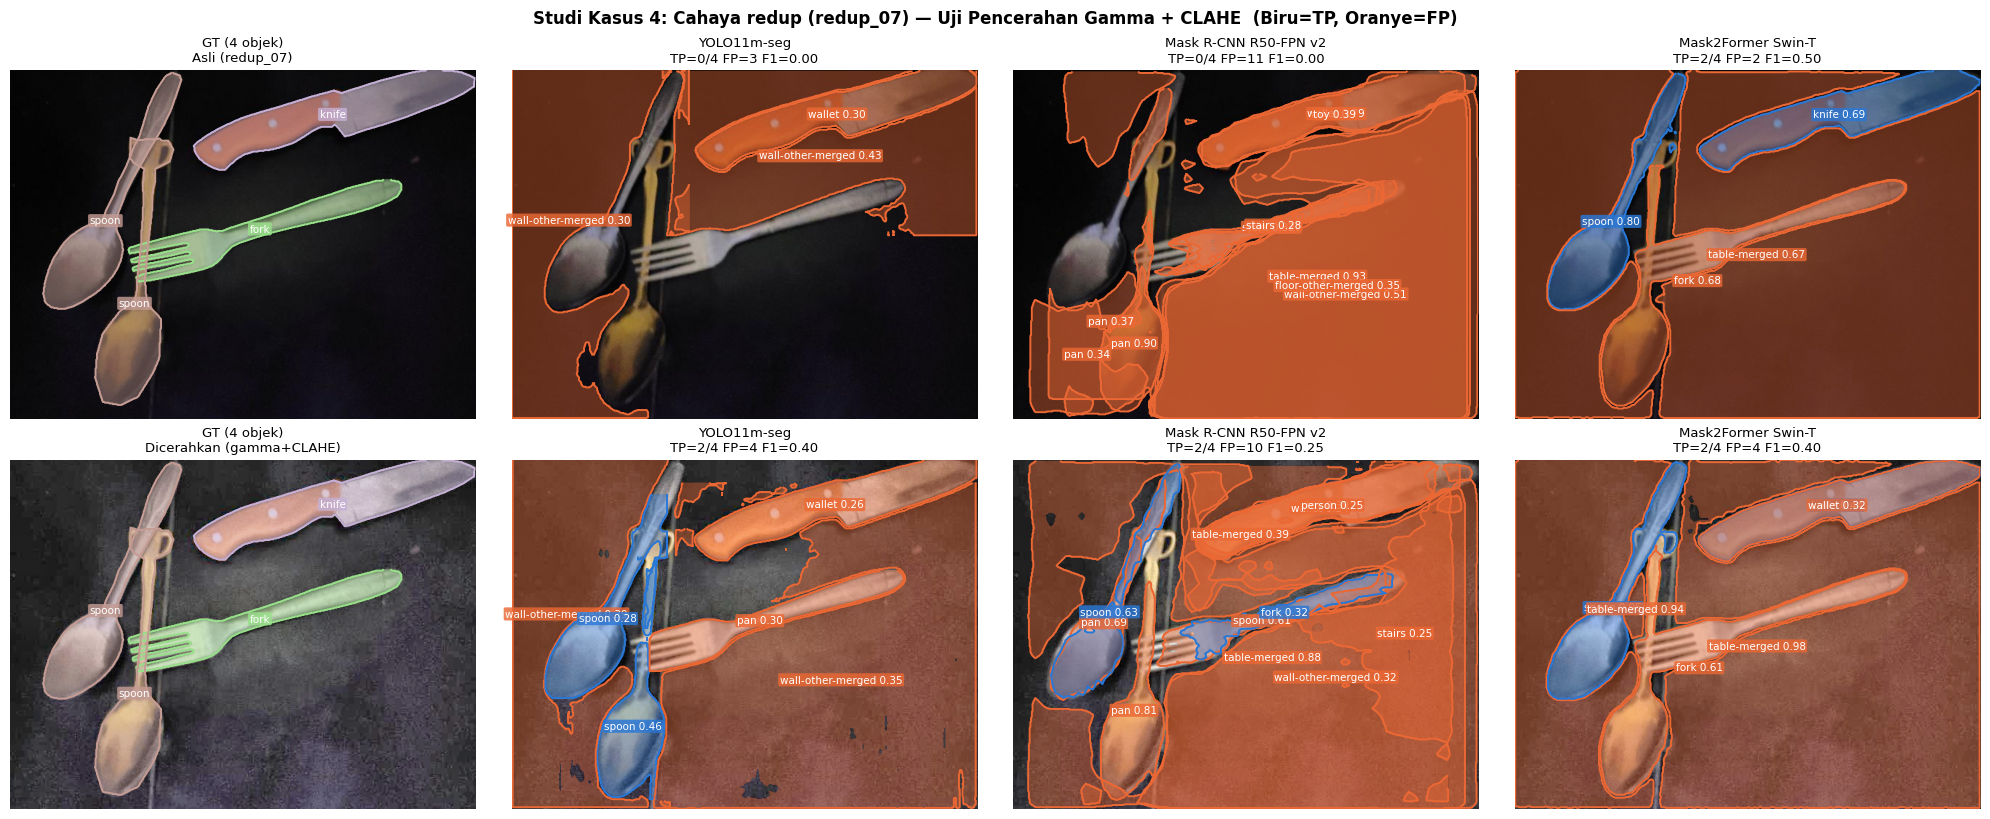 Studi Kasus 4: Cahaya redup (redup_07) — Uji Pencerahan Gamma + CLAHE  (Biru=TP, Oranye=FP)
GT (4 objek)
Asli (redup_07)
knife
spoon
fork
spoon
YOLO11m-seg
TP=0/4 FP=3 F1=0.00
wallet 0.30
wall-other-merged 0.43
wall-other-merged 0.30
Mask R-CNN R50-FPN v2
TP=0/4 FP=11 F1=0.00
toy 0.39
stairs 0.28
table-merged 0.93
floor-other-merged 0.35
wall-other-merged 0.51
pan 0.37
pan 0.90
pan 0.34
Mask2Former Swin-T
TP=2/4 FP=2 F1=0.50
knife 0.69
spoon 0.80
table-merged 0.67
fork 0.68
GT (4 objek)
Dicerahkan (gamma+CLAHE)
knife
spoon
fork
spoon
YOLO11m-seg
TP=2/4 FP=4 F1=0.40
wallet 0.26
spoon 0.28
pan 0.30
wall-other-merged 0.35
spoon 0.46
Mask R-CNN R50-FPN v2
TP=2/4 FP=10 F1=0.25
person 0.25
table-merged 0.39
spoon 0.63
fork 0.32
pan 0.69
spoon 0.61
stairs 0.25
table-merged 0.88
wall-other-merged 0.32
pan 0.81
Mask2Former Swin-T
TP=2/4 FP=4 F1=0.40
wallet 0.32
table-merged 0.94
table-merged 0.98
fork 0.61